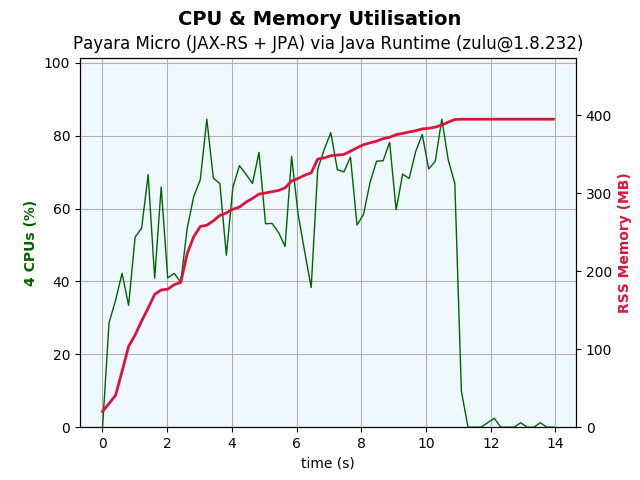 CPU & Memory Utilisation
Payara Micro (JAX-RS + JPA) via Java Runtime (zulu@1.8.232)
100
80
60
40
20
0
4 CPUs (%)
400
300
200
100
0
RSS Memory (MB)
0 2 4 6 8 10 12 14
time (s)